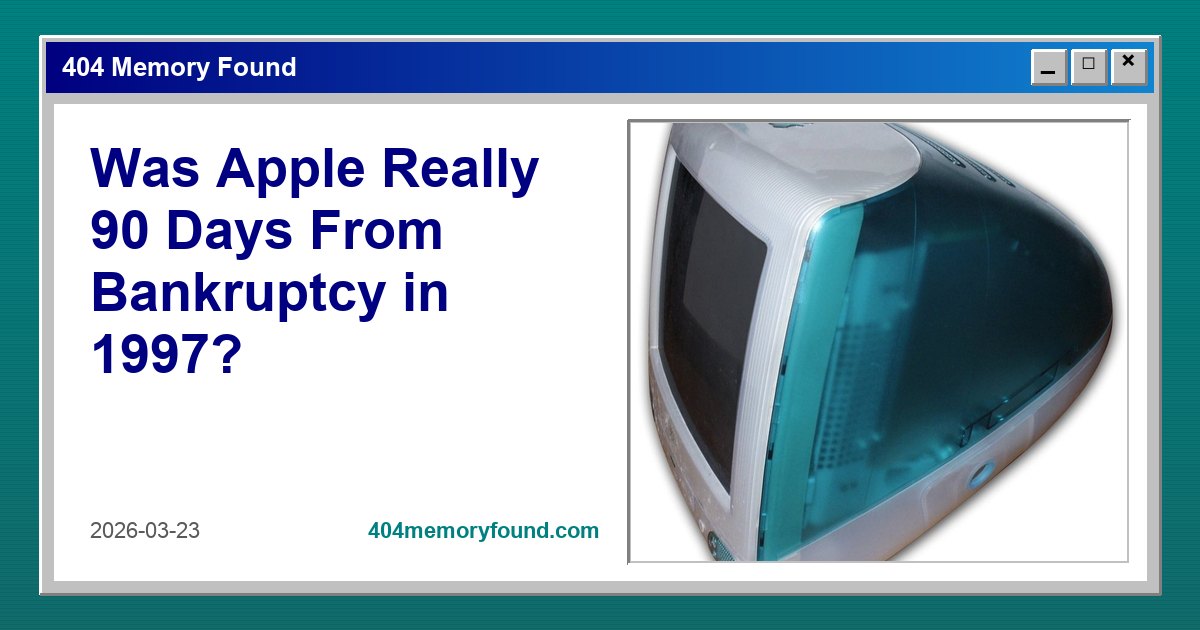 404 Memory Found
Was Apple Really
90 Days From
Bankruptcy in
1997?
2026-03-23
404memoryfound.com